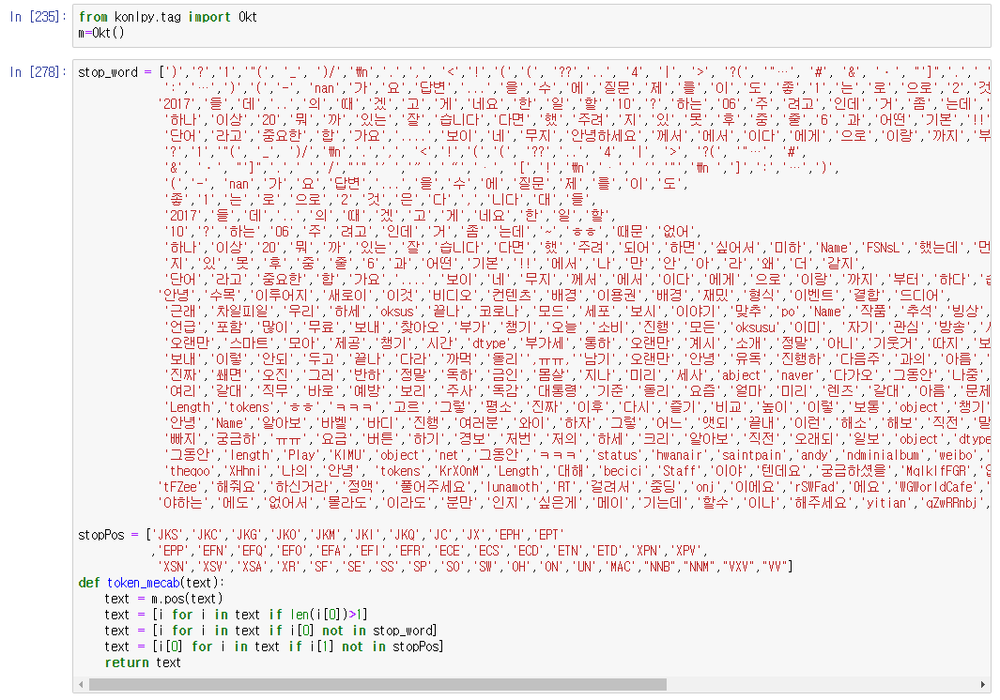 In [235]:
from konlpy.tag import Okt
m=Okt()
In [278]:
stop_word = [')','?','1','"(', '_', ')/','\n','.',',', '<','!','(','(', '??','..', '4', '|', '>', '?(', '"…', '#', '&', '・', "']",'.',
:','…',')','(','-', 'nan','가','요','답변','...','을','수','에','질문','제','를','이','도','좋','1','는','로','으로','2','것
'2017','들','데','..','의','때','겠','고','게','네요','한','일','할','10','?','하는','06','주','려고','인데','거','좀','는데',
'하나','이상','20','뭐','까','있는','잘','습니다','다면','했','주려','지','있','못','후','중','줄','6','과','어떤','기본','!!'
'단어','라고','중요한','합','가요','....','보이','네','무지','안녕하세요','께서','에서','이다','에게','으로','이랑','까지','부
'?','1','"(', '_', ')/','\n','.',',', '<','!','(','(', '??','..', '4', '|', '>', '?(', '"…', '#',
'(','-', 'nan','가','요','답변','...','을','수','에','질문','제','를','이','도',
'좋','1','는','로','으로','2','것','은','다',',','니다','대','들',
'2017','들','데','..','의','때','겠','고','게','네요','한','일','할',
'10','?','하는','06','주','려고','인데','거','좀','는데','~','ㅎㅎ','때문','없어',
'하나','이상','20','뭐','까','있는','잘','습니다','다면','했','주려','되어','하면','싶어서','미하','Name','FSNsL','했는데','먼
'지','있','못','후','중','줄','6','과','어떤','기본','!!','에서','나','만','안','아','라','왜','더','같지',
'단어','라고','중요한','합','가요','....','보이','네','무지','께서','에서','이다','에게','으로','이랑','까지','부터','하다',
'안녕','수목','이루어지','새로이','이것','비디오','컨텐츠','배경','이용권','배경','재밌','형식','이벤트','결합','드디어',
'근래','차일피일','우리','하세','oksus','끝나','코로나','모드','세포','보시','이야기','맞추','po','Name','작품','추석','빙상',
'언급','포함','많이','무료','보내','찾아오','부가','챙기','오늘','소비','진행','모든','oksusu','이미','자기','관심','방송',
'오랜만','스마트','모아','제공','챙기','시간','dtype','부가세','통하','오랜만','계시','소개','정말','아니','기웃거','따지',
'보내','이렇','안되','두고','끝나','다라','까먹','돌리','ㅠㅠ','남기','오랜만','안녕','유독','진행하','다음주','과의','아름',
'진짜','쐐면','오진','그러','반하','정말','독하','금인','몸살','지나','미리','세사','abject','naver','다가오','그동안','나중',
'여리','갈대','직무','바로','예방','보리','주사','독감','대통령','기준','돌리','요즘','얼마','미리','렌즈','갈대','아름','문제
'Length','tokens','ㅎㅎ','ㅋㅋㅋ','고르','그렇','평소','진짜','이후','다시','즐기','비교','높이','이렇','보통','object','챙기
'안녕','Name','알아보','바벨','바디','진행','여러분','와이','하자','그렇','어느','앳되','끝내','이런','해소','해보','직전',
'빠지','궁금하','ㅠㅠ','요금','버튼','하기','경보','저번','저의','하세','크리','알아보','직전','오래되','일보','object','dtype
'그동안','length','Play','KIMU','object','net','그동안','ㅋㅋㅋ','status','hwanair','saintpain','andy','ndminialbum','weibo',
'theqoo','XHhni','나의','안녕','tokens','KrXOnM','Length','대해','becici','Staff','이야','텐데요','궁금하셨을','MqIkIfFGR',
'tFZee','해줘요','하신거라','정액','풀어주세요','lunamoth','RT','걸려서','중딩','onj','이메요','rSWFad','에요','WGWorldCafe',
'야하는','에도','없어서','몰라도','이라도','분만','인지','싶은게','메이','기는데','할수','이나','해주세요','yitian','qZwRRnbj',
stopPos = ['JKS','JKC','JKG','JKO','JKM','JKI','JKQ','JC','JX','EPH','EPT'
,'EPP','EFN','EFQ','EFO','EFA','EFI','EFR','ECE','ECS','ECD','ETN','ETD','XPN','XPV',
'XSN','XSV','XSA','XR','SF','SE','SS','SP','SO','SW','OH','ON','UN','MAC',"NNB","NNM","VXV","VV"]
def token_mecab(text):
text = m.pos(text)
text = [i for i in text if len(i[0])>1]
text = [i for i in text if i[0] not in stop_word]
text = [i[0] for i in text if i[1] not in stopPos]
return text